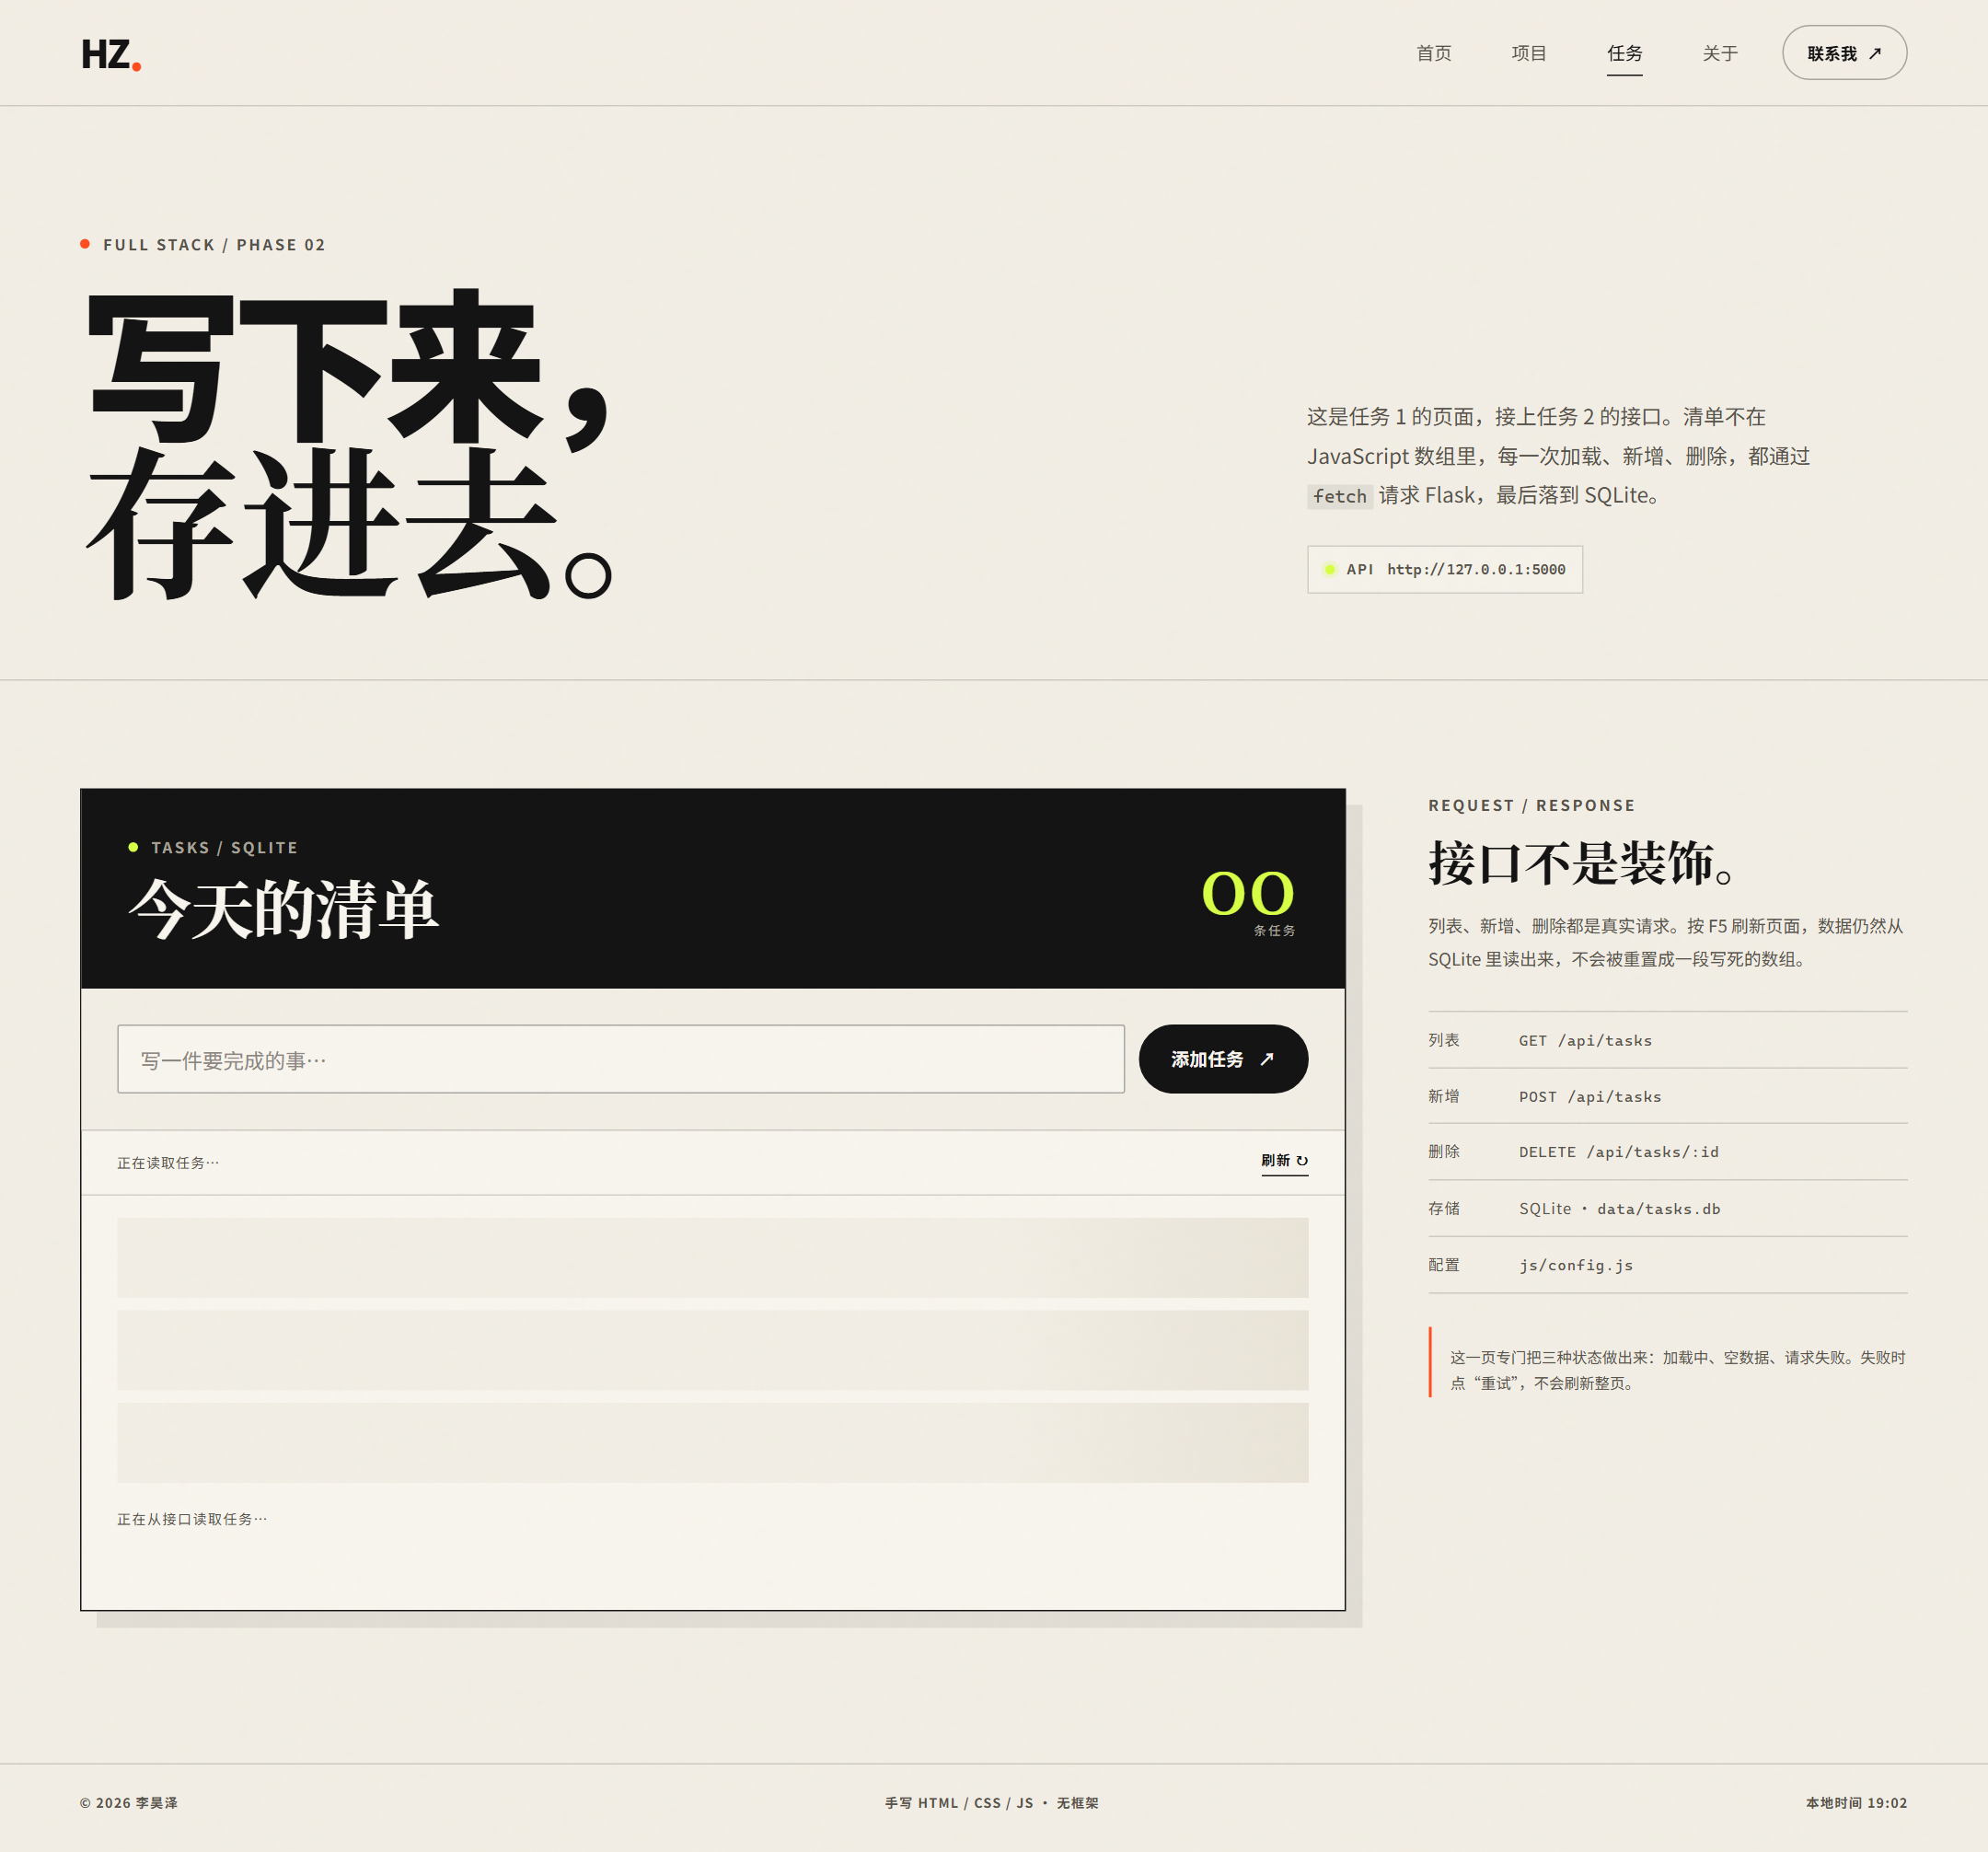 HZ.
首页 项目 任务 关于 联系我 ↗
FULL STACK / PHASE 02
写下来，
存进去。
这是任务 1 的页面，接上任务 2 的接口。清单不在
JavaScript 数组里，每一次加载、新增、删除，都通过
fetch 请求 Flask，最后落到 SQLite。
API http://127.0.0.1:5000
TASKS / SQLITE
今天的清单
00
条任务
写一件要完成的事…
添加任务 ↗
正在读取任务…
刷新 ↻
正在从接口读取任务…
REQUEST / RESPONSE
接口不是装饰。
列表、新增、删除都是真实请求。按 F5 刷新页面，数据仍然从
SQLite 里读出来，不会被重置成一段写死的数组。
列表 GET /api/tasks
新增 POST /api/tasks
删除 DELETE /api/tasks/:id
存储 SQLite · data/tasks.db
配置 js/config.js
这一页专门把三种状态做出来：加载中、空数据、请求失败。失败时
点“重试”，不会刷新整页。
© 2026 李昊泽
手写 HTML / CSS / JS · 无框架
本地时间 19:02